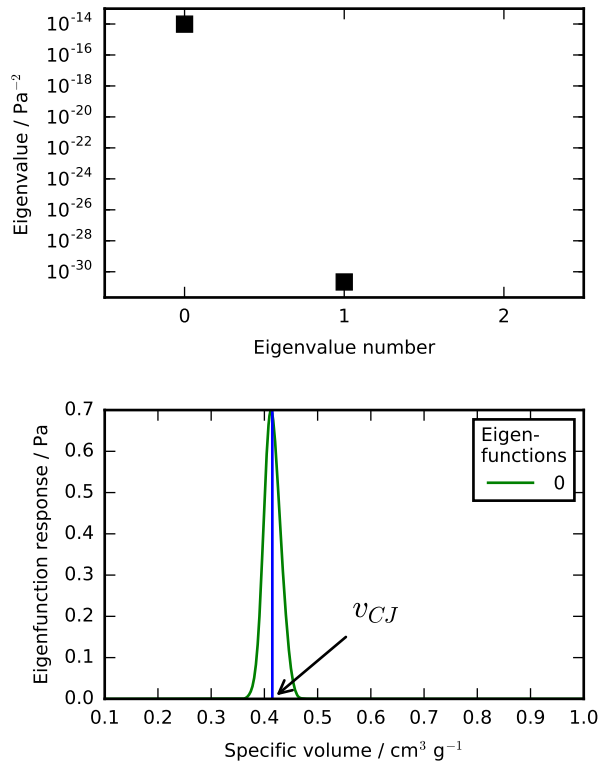 10⁻¹⁴
10⁻¹⁶
10⁻¹⁸
10⁻²⁰
10⁻²²
10⁻²⁴
10⁻²⁶
10⁻²⁸
10⁻³⁰
Eigenvalue / Pa⁻²
0 1 2
Eigenvalue number
0.7
0.6
0.5
0.4
0.3
0.2
0.1
0.0
Eigenfunction response / Pa
Eigen-
functions
0
v_{CJ}
0.1 0.2 0.3 0.4 0.5 0.6 0.7 0.8 0.9 1.0
Specific volume / cm³ g⁻¹